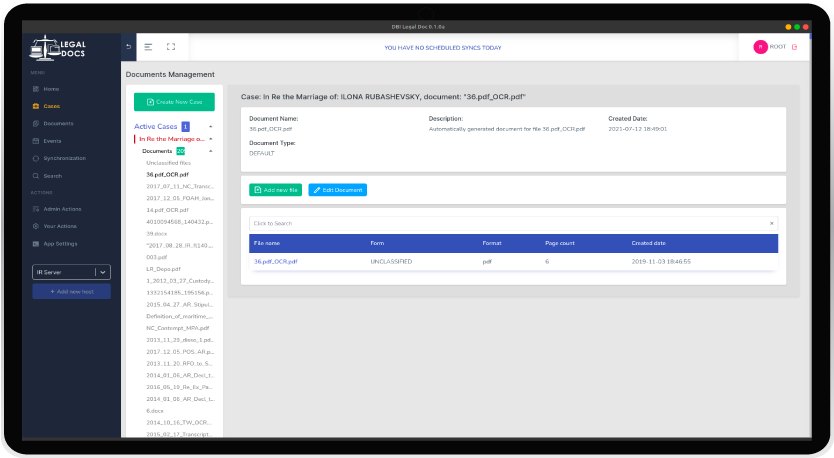 DBI Legal Doc 0.1.8a
LEGAL
DOCS
YOU HAVE NO SCHEDULED SYNCS TODAY
R
ROOT
MENU
Home
Cases
Documents
Events
Synchronization
Search
ACTIONS
Admin Actions
Your Actions
App Settings
IR Server
+ Add new host
Documents Management
Create New Case
Active Cases 1
In Re the Marriage o...
Documents
Unclassified files
36.pdf_OCR.pdf
2017_07_11_NC_Transc...
2017_12_05_FOAH_Jan...
14.pdf_OCR.pdf
4010094568_140432.p...
39.docx
"2017_08_28_IR_R140....
003.pdf
LR_Depo.pdf
1_2012_03_17_Custody...
1332154185_195156.p...
2015_04_27_AR_Stipul...
Definition_of_maritime_...
NC_Contempt_MPA.pdf
2013_11_20_disso_1.pd...
2017_12_05_POS_AR.p...
2013_11_20_RFO_to_S...
2014_01_06_AR_Decl_t...
2016_05_19_Re_Ex_Pa...
2014_01_06_AR_Decl_t...
6.docx
2014_10_16_TW_OCR....
2015_02_17_Transcript...
Case: In Re the Marriage of: ILONA RUBASHEVSKY, document: "36.pdf_OCR.pdf"
Document Name:
36.pdf_OCR.pdf
Description:
Automatically generated document for file 36.pdf_OCR.pdf
Created Date:
2021-07-12 18:49:01
Document Type:
DEFAULT
Add new file
Edit Document
Click to Search
File name Form Format Page count Created date
36.pdf_OCR.pdf UNCLASSIFIED pdf 6 2019-11-03 18:46:55